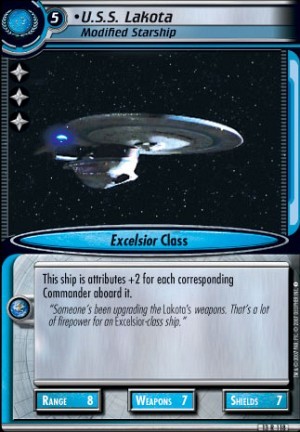 5 •U.S.S. Lakota
Modified Starship
Excelsior Class
This ship is attributes +2 for each corresponding
Commander aboard it.
"Someone's been upgrading the Lakota's weapons. That's a lot
of firepower for an Excelsior-class ship."
RANGE 8 WEAPONS 7 SHIELDS 7